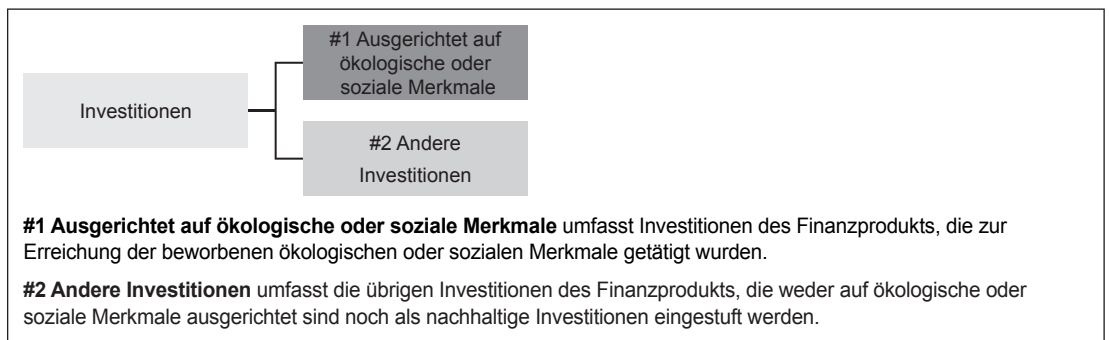 #1 Ausgerichtet auf
ökologische oder
soziale Merkmale
Investitionen
#2 Andere
Investitionen
#1 Ausgerichtet auf ökologische oder soziale Merkmale umfasst Investitionen des Finanzprodukts, die zur
Erreichung der beworbenen ökologischen oder sozialen Merkmale getätigt wurden.
#2 Andere Investitionen umfasst die übrigen Investitionen des Finanzprodukts, die weder auf ökologische oder
soziale Merkmale ausgerichtet sind noch als nachhaltige Investitionen eingestuft werden.